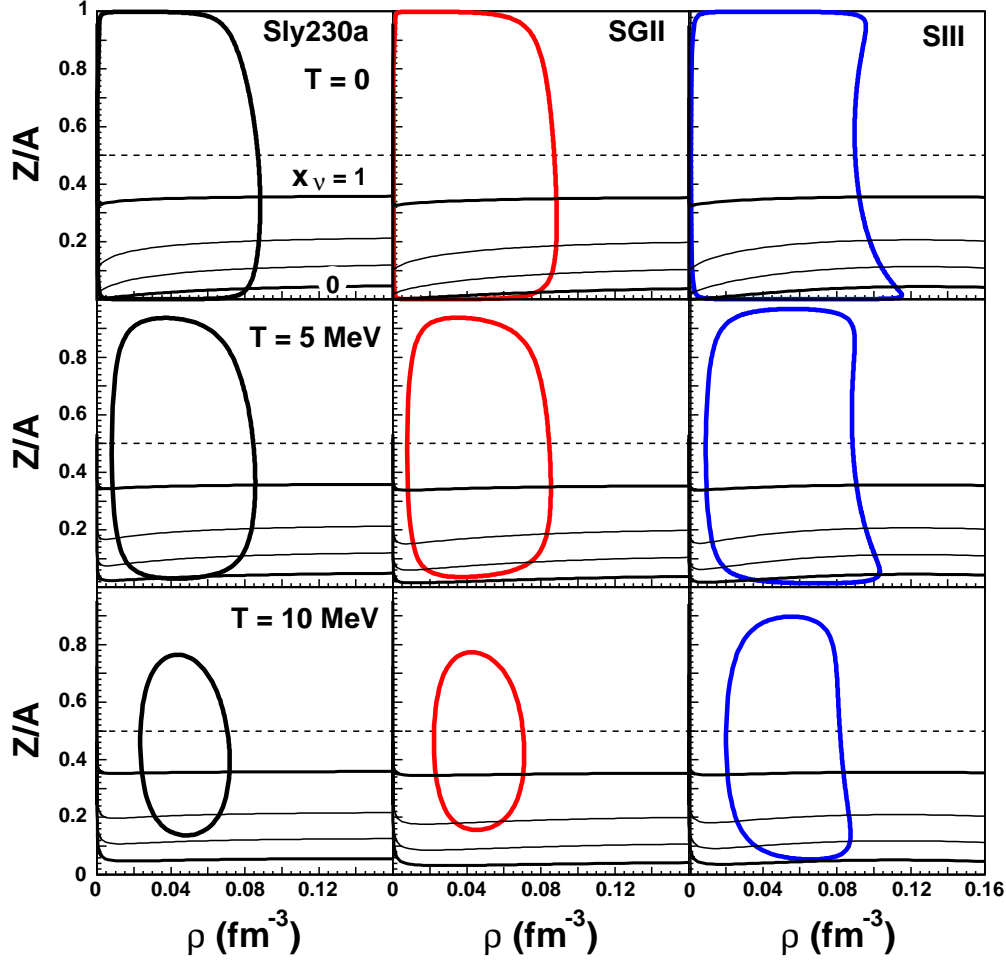 Sly230a
SGII
SIII
T = 0
x ν = 1
0
Z/A
1
0.8
0.6
0.4
0.2
0
T = 5 MeV
Z/A
0.8
0.6
0.4
0.2
T = 10 MeV
Z/A
0.8
0.6
0.4
0.2
0
0 0.04 0.08 0.12
0 0.04 0.08 0.12
0 0.04 0.08 0.12 0.16
ρ (fm-3)
ρ (fm-3)
ρ (fm-3)